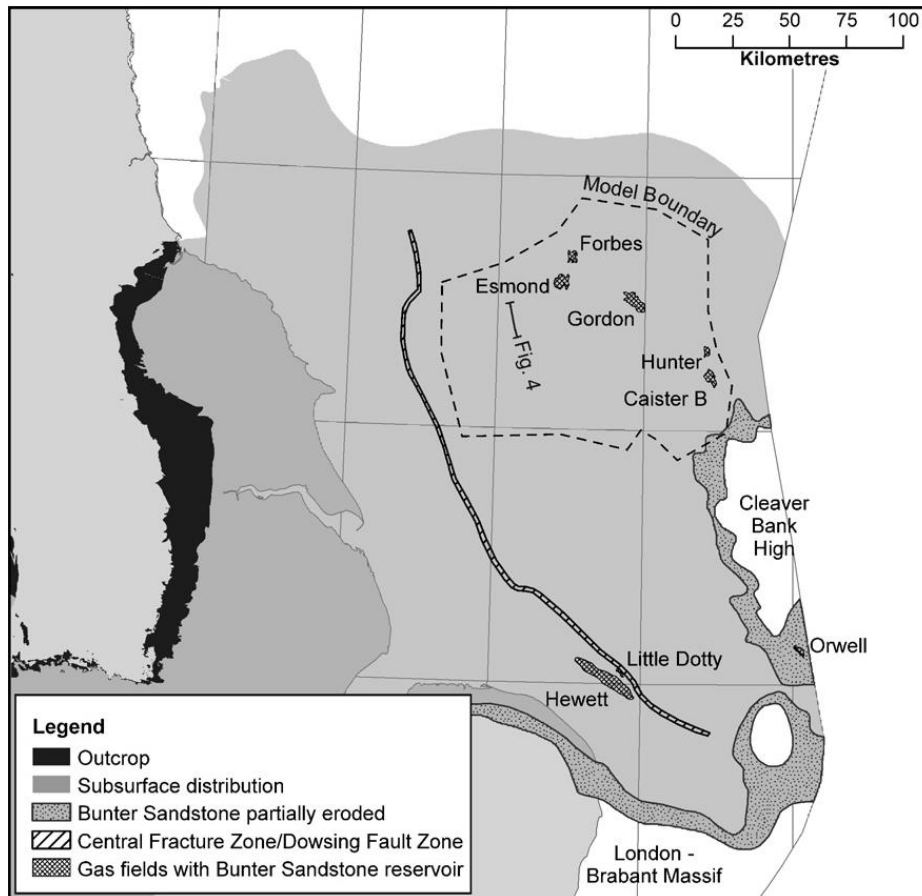 0 25 50 75 100
Kilometres
Model Boundary
Forbes
Esmond
Gordon
Fig. 4
Hunter
Caister B
Cleaver
Bank
High
Orwell
Little Dotty
Hewett
Legend
Outcrop
Subsurface distribution
Bunter Sandstone partially eroded
Central Fracture Zone/Dowsing Fault Zone
Gas fields with Bunter Sandstone reservoir
London -
Brabant Massif